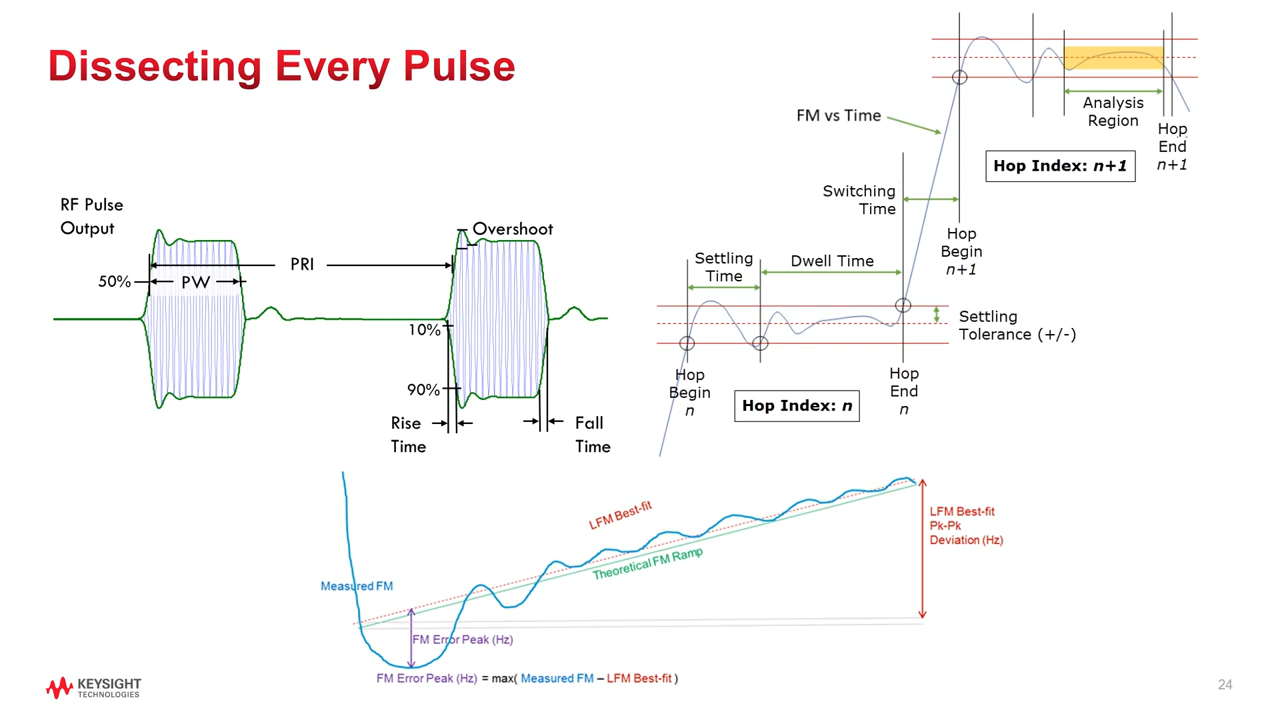 Dissecting Every Pulse
RF Pulse
Output
50%
PW
PRI
Overshoot
10%
90%
Rise
Time
Fall
Time
FM vs Time
Analysis
Region
Hop
End
n+1
Hop Index: n+1
Switching
Time
Hop
Begin
n+1
Settling
Time
Dwell Time
Settling
Tolerance (+/-)
Hop
Begin
n
Hop Index: n
Hop
End
n
LFM Best-fit
Theoretical FM Ramp
Measured FM
FM Error Peak (Hz)
LFM Best-fit
Pk-Pk
Deviation (Hz)
FM Error Peak (Hz) = max( Measured FM – LFM Best-fit )
KEYSIGHT
TECHNOLOGIES
24